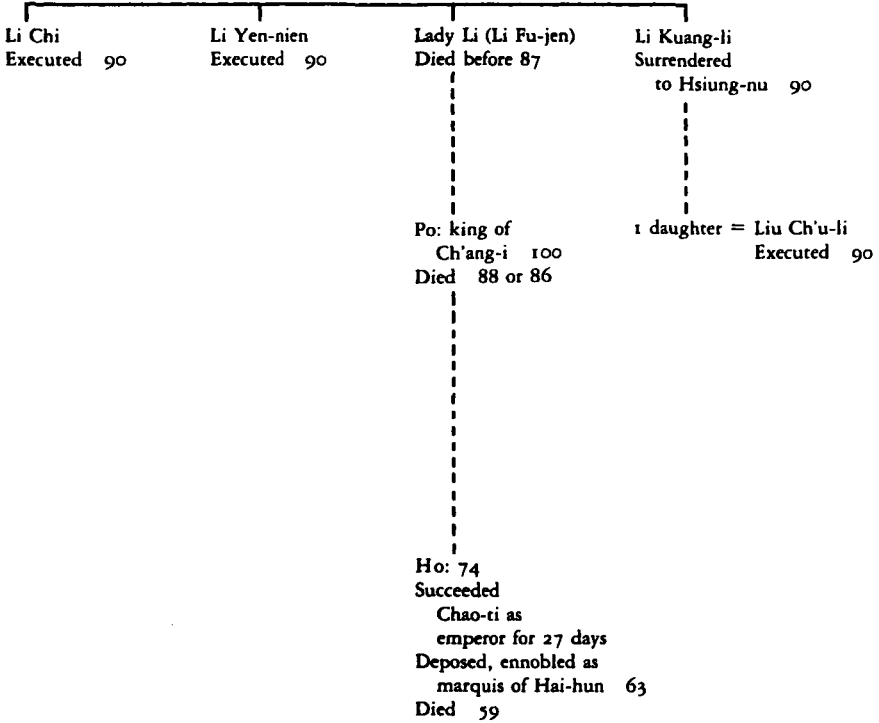 Li Chi
Executed 90
Li Yen-nien
Executed 90
Lady Li (Li Fu-jen)
Died before 87
Li Kuang-li
Surrendered
to Hsiung-nu 90
Po: king of
Ch'ang-i 100
Died 88 or 86
1 daughter = Liu Ch'u-li
Executed 90
Ho: 74
Succeeded
Chao-ti as
emperor for 27 days
Deposed, ennobled as
marquis of Hai-hun 63
Died 59